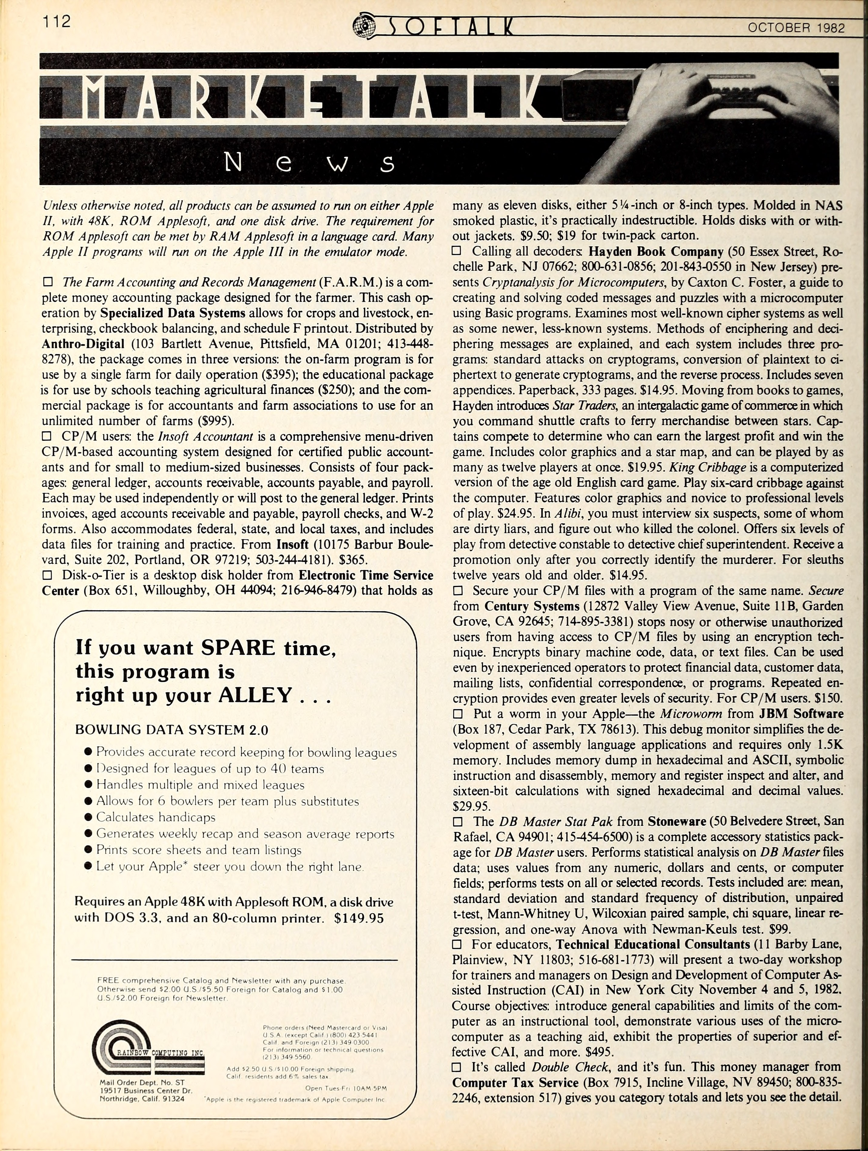 112
SOFTALK
OCTOBER 1982
MARKETALK
News
Unless otherwise noted, all products can be assumed to run on either Apple
II, with 48K, ROM Applesoft, and one disk drive. The requirement for
ROM Applesoft can be met by RAM Applesoft in a language card. Many
Apple II programs will run on the Apple III in the emulator mode.
☐ The Farm Accounting and Records Management (F.A.R.M.) is a com-
plete money accounting package designed for the farmer. This cash op-
eration by Specialized Data Systems allows for crops and livestock, en-
terprising, checkbook balancing, and schedule F printout. Distributed by
Anthro-Digital (103 Bartlett Avenue, Pittsfield, MA 01201; 413-448-
8278), the package comes in three versions: the on-farm program is for
use by a single farm for daily operation ($395); the educational package
is for use by schools teaching agricultural finances ($250); and the com-
mercial package is for accountants and farm associations to use for an
unlimited number of farms ($995).
☐ CP/M users: the Insoft Accountant is a comprehensive menu-driven
CP/M-based accounting system designed for certified public account-
ants and for small to medium-sized businesses. Consists of four pack-
ages: general ledger, accounts receivable, accounts payable, and payroll.
Each may be used independently or will post to the general ledger. Prints
invoices, aged accounts receivable and payable, payroll checks, and W-2
forms. Also accommodates federal, state, and local taxes, and includes
data files for training and practice. From Insoft (10175 Barbur Boule-
vard, Suite 202, Portland, OR 97219; 503-244-4181). $365.
☐ Disk-o-Tier is a desktop disk holder from Electronic Time Service
Center (Box 651, Willoughby, OH 44094; 216-946-8479) that holds as
If you want SPARE time,
this program is
right up your ALLEY . . .
BOWLING DATA SYSTEM 2.0
● Provides accurate record keeping for bowling leagues
● Designed for leagues of up to 40 teams
● Handles multiple and mixed leagues
● Allows for 6 bowlers per team plus substitutes
● Calculates handicaps
● Generates weekly recap and season average reports
● Prints score sheets and team listings
● Let your Apple* steer you down the right lane.
Requires an Apple 48K with Applesoft ROM, a disk drive
with DOS 3.3, and an 80-column printer. $149.95
FREE comprehensive Catalog and Newsletter with any purchase.
Otherwise send $2.00 U.S./$5.50 Foreign for Catalog and $1.00
U.S./$2.00 Foreign for Newsletter.
RAINBOW COMPUTING INC.
Mail Order Dept. No. ST
19517 Business Center Dr.
Northridge, Calif. 91324
Phone orders (Need Mastercard or Visa)
U.S.A. (except Calif.) (800) 423-5441
Calif. and Foreign (213) 349-0300
For information or technical questions
(213) 349-5560
Add $2.50 U.S./$10.00 Foreign shipping.
Calif. residents add 6% sales tax.
Open Tues-Fri 10AM-5PM
*Apple is the registered trademark of Apple Computer Inc.
many as eleven disks, either 5¼-inch or 8-inch types. Molded in NAS
smoked plastic, it's practically indestructible. Holds disks with or with-
out jackets. $9.50; $19 for twin-pack carton.
☐ Calling all decoders: Hayden Book Company (50 Essex Street, Ro-
chelle Park, NJ 07662; 800-631-0856; 201-843-0550 in New Jersey) pre-
sents Cryptanalysis for Microcomputers, by Caxton C. Foster, a guide to
creating and solving coded messages and puzzles with a microcomputer
using Basic programs. Examines most well-known cipher systems as well
as some newer, less-known systems. Methods of enciphering and deci-
phering messages are explained, and each system includes three pro-
grams: standard attacks on cryptograms, conversion of plaintext to ci-
phertext to generate cryptograms, and the reverse process. Includes seven
appendices. Paperback, 333 pages. $14.95. Moving from books to games,
Hayden introduces Star Traders, an intergalactic game of commerce in which
you command shuttle crafts to ferry merchandise between stars. Cap-
tains compete to determine who can earn the largest profit and win the
game. Includes color graphics and a star map, and can be played by as
many as twelve players at once. $19.95. King Cribbage is a computerized
version of the age old English card game. Play six-card cribbage against
the computer. Features color graphics and novice to professional levels
of play. $24.95. In Alibi, you must interview six suspects, some of whom
are dirty liars, and figure out who killed the colonel. Offers six levels of
play from detective constable to detective chief superintendent. Receive a
promotion only after you correctly identify the murderer. For sleuths
twelve years old and older. $14.95.
☐ Secure your CP/M files with a program of the same name. Secure
from Century Systems (12872 Valley View Avenue, Suite 11B, Garden
Grove, CA 92645; 714-895-3381) stops nosy or otherwise unauthorized
users from having access to CP/M files by using an encryption tech-
nique. Encrypts binary machine code, data, or text files. Can be used
even by inexperienced operators to protect financial data, customer data,
mailing lists, confidential correspondence, or programs. Repeated en-
cryption provides even greater levels of security. For CP/M users. $150.
☐ Put a worm in your Apple—the Microworm from JBM Software
(Box 187, Cedar Park, TX 78613). This debug monitor simplifies the de-
velopment of assembly language applications and requires only 1.5K
memory. Includes memory dump in hexadecimal and ASCII, symbolic
instruction and disassembly, memory and register inspect and alter, and
sixteen-bit calculations with signed hexadecimal and decimal values.
$29.95.
☐ The DB Master Stat Pak from Stoneware (50 Belvedere Street, San
Rafael, CA 94901; 415-454-6500) is a complete accessory statistics pack-
age for DB Master users. Performs statistical analysis on DB Master files
data; uses values from any numeric, dollars and cents, or computer
fields; performs tests on all or selected records. Tests included are: mean,
standard deviation and standard frequency of distribution, unpaired
t-test, Mann-Whitney U, Wilcoxian paired sample, chi square, linear re-
gression, and one-way Anova with Newman-Keuls test. $99.
☐ For educators, Technical Educational Consultants (11 Barby Lane,
Plainview, NY 11803; 516-681-1773) will present a two-day workshop
for trainers and managers on Design and Development of Computer As-
sisted Instruction (CAI) in New York City November 4 and 5, 1982.
Course objectives: introduce general capabilities and limits of the com-
puter as an instructional tool, demonstrate various uses of the micro-
computer as a teaching aid, exhibit the properties of superior and ef-
fective CAI, and more. $495.
☐ It's called Double Check, and it's fun. This money manager from
Computer Tax Service (Box 7915, Incline Village, NV 89450; 800-835-
2246, extension 517) gives you category totals and lets you see the detail.